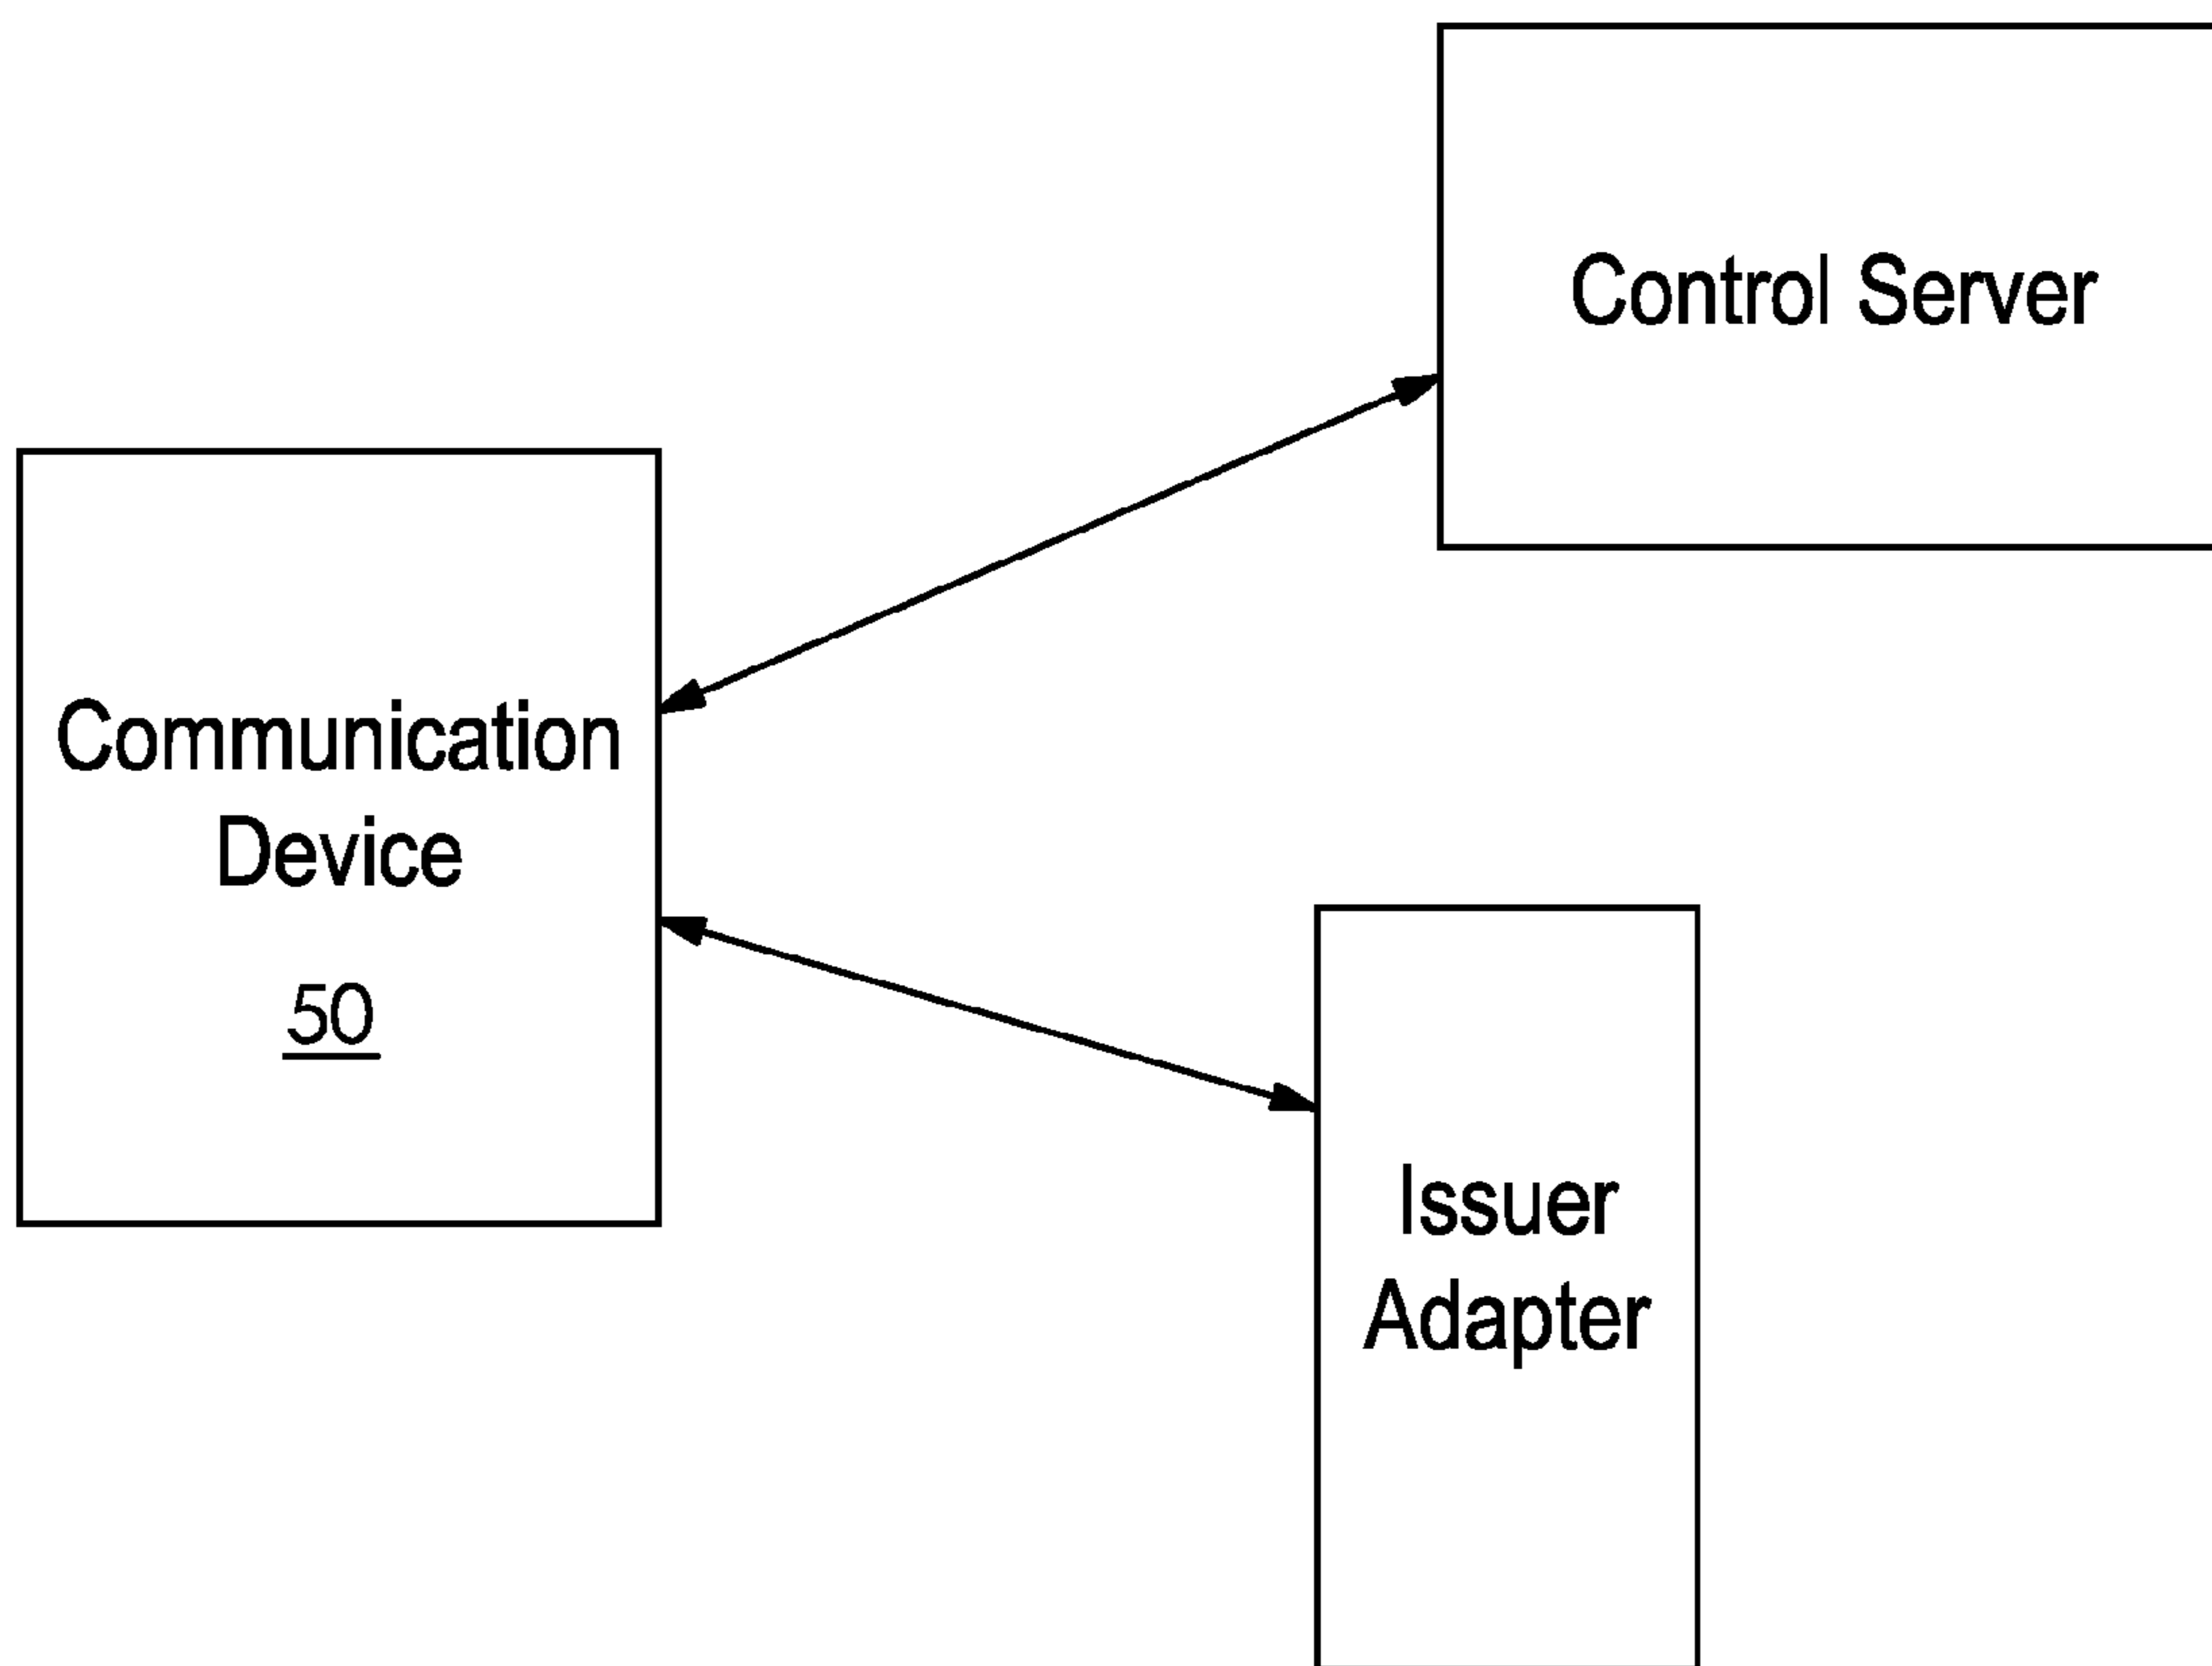 Control Server
Communication
Device
50
Issuer
Adapter